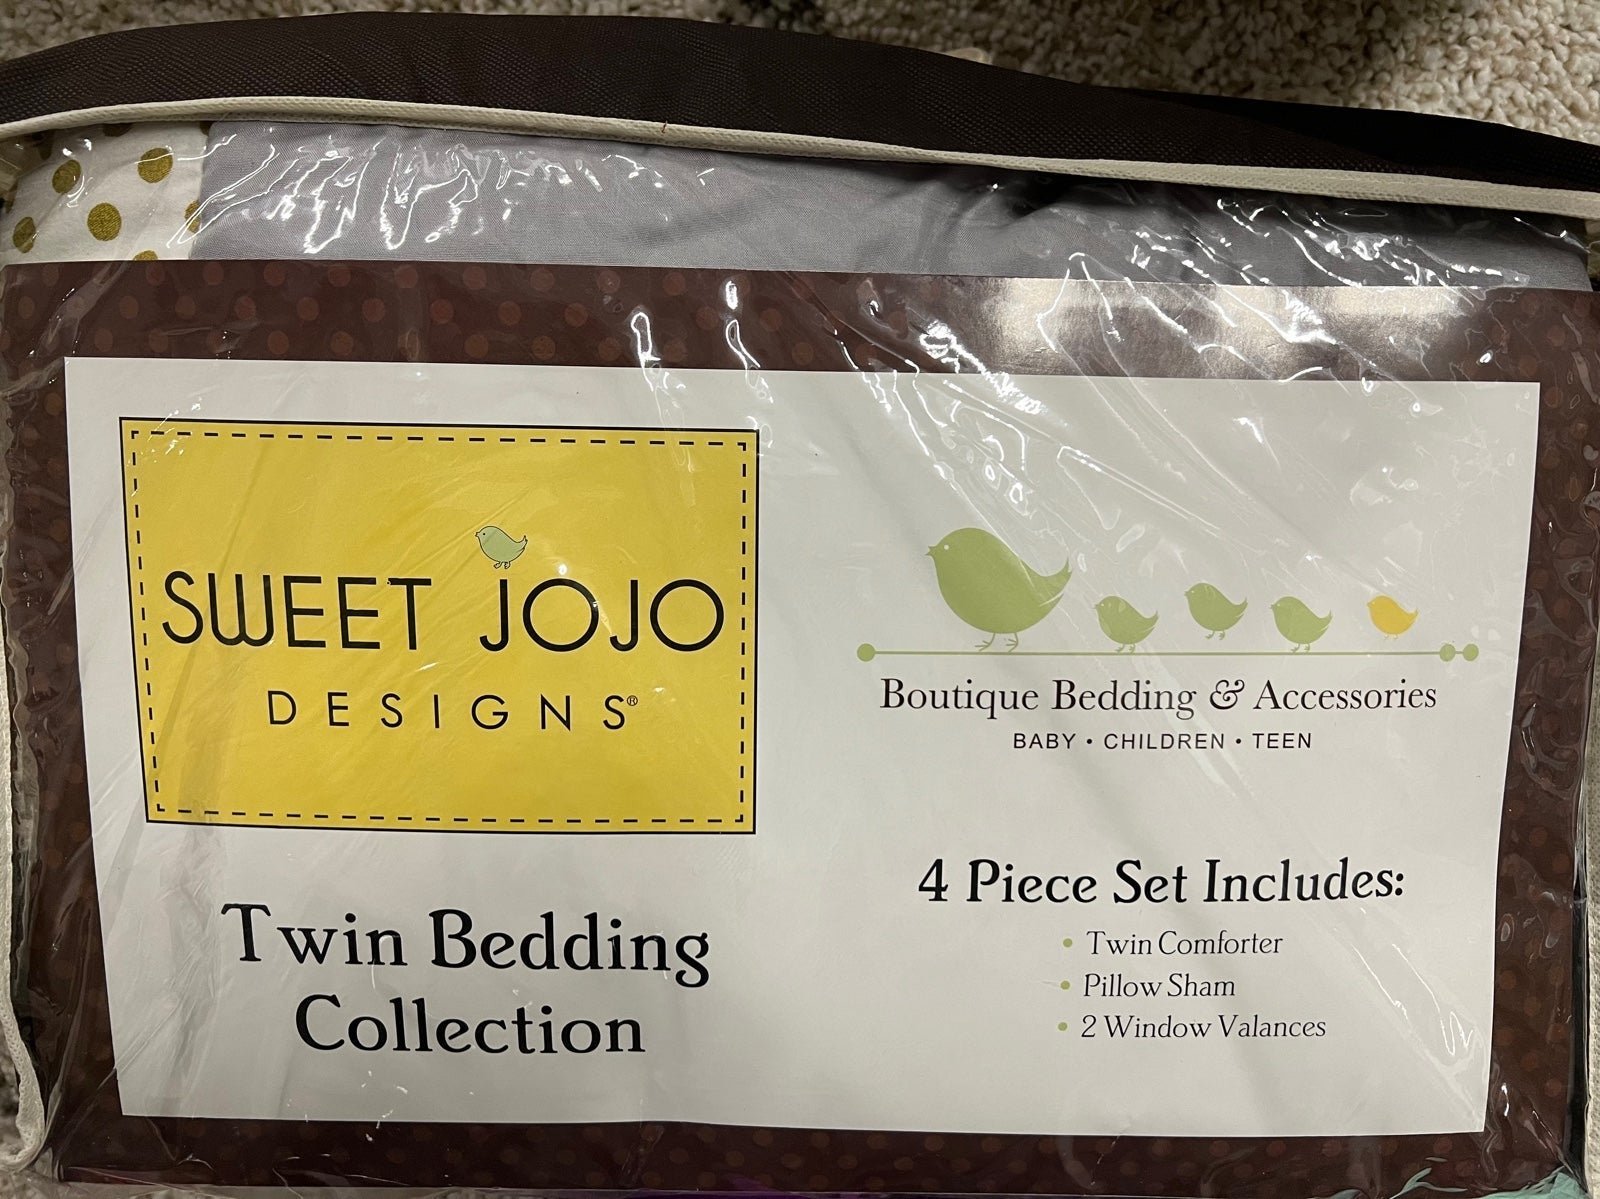 SWEET JOJO
DESIGNS®
Twin Bedding
Collection
Boutique Bedding & Accessories
BABY • CHILDREN • TEEN
4 Piece Set Includes:
• Twin Comforter
• Pillow Sham
• 2 Window Valances